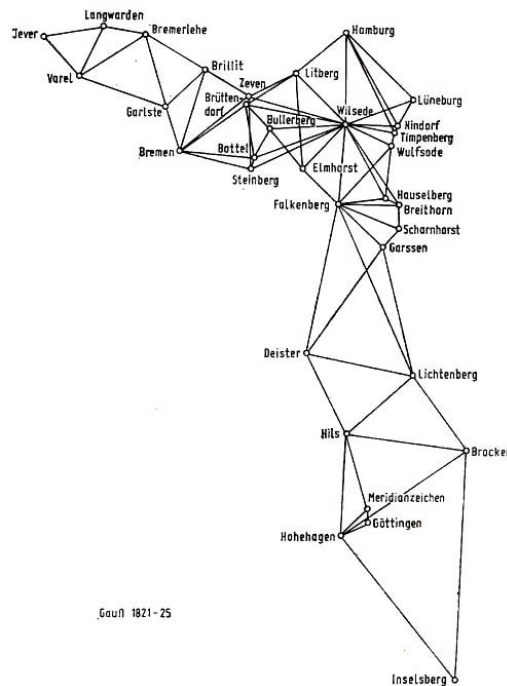 Langwarden
Hamburg
Jever
Bremerlehe
Brillit
Litberg
Varel
Zeven
Lüneburg
Garlste
Brütten-
dorf
Wilsede
Bullerberg
Nindorf
Timpenberg
Bremen
Bottel
Wulfsode
Steinberg
Elmhorst
Hauselberg
Falkenberg
Breithorn
Scharnhorst
Garssen
Deister
Lichtenberg
Hils
Brocken
Meridianzeichen
Göttingen
Hohehagen
Gauß 1821-25
Inselsberg